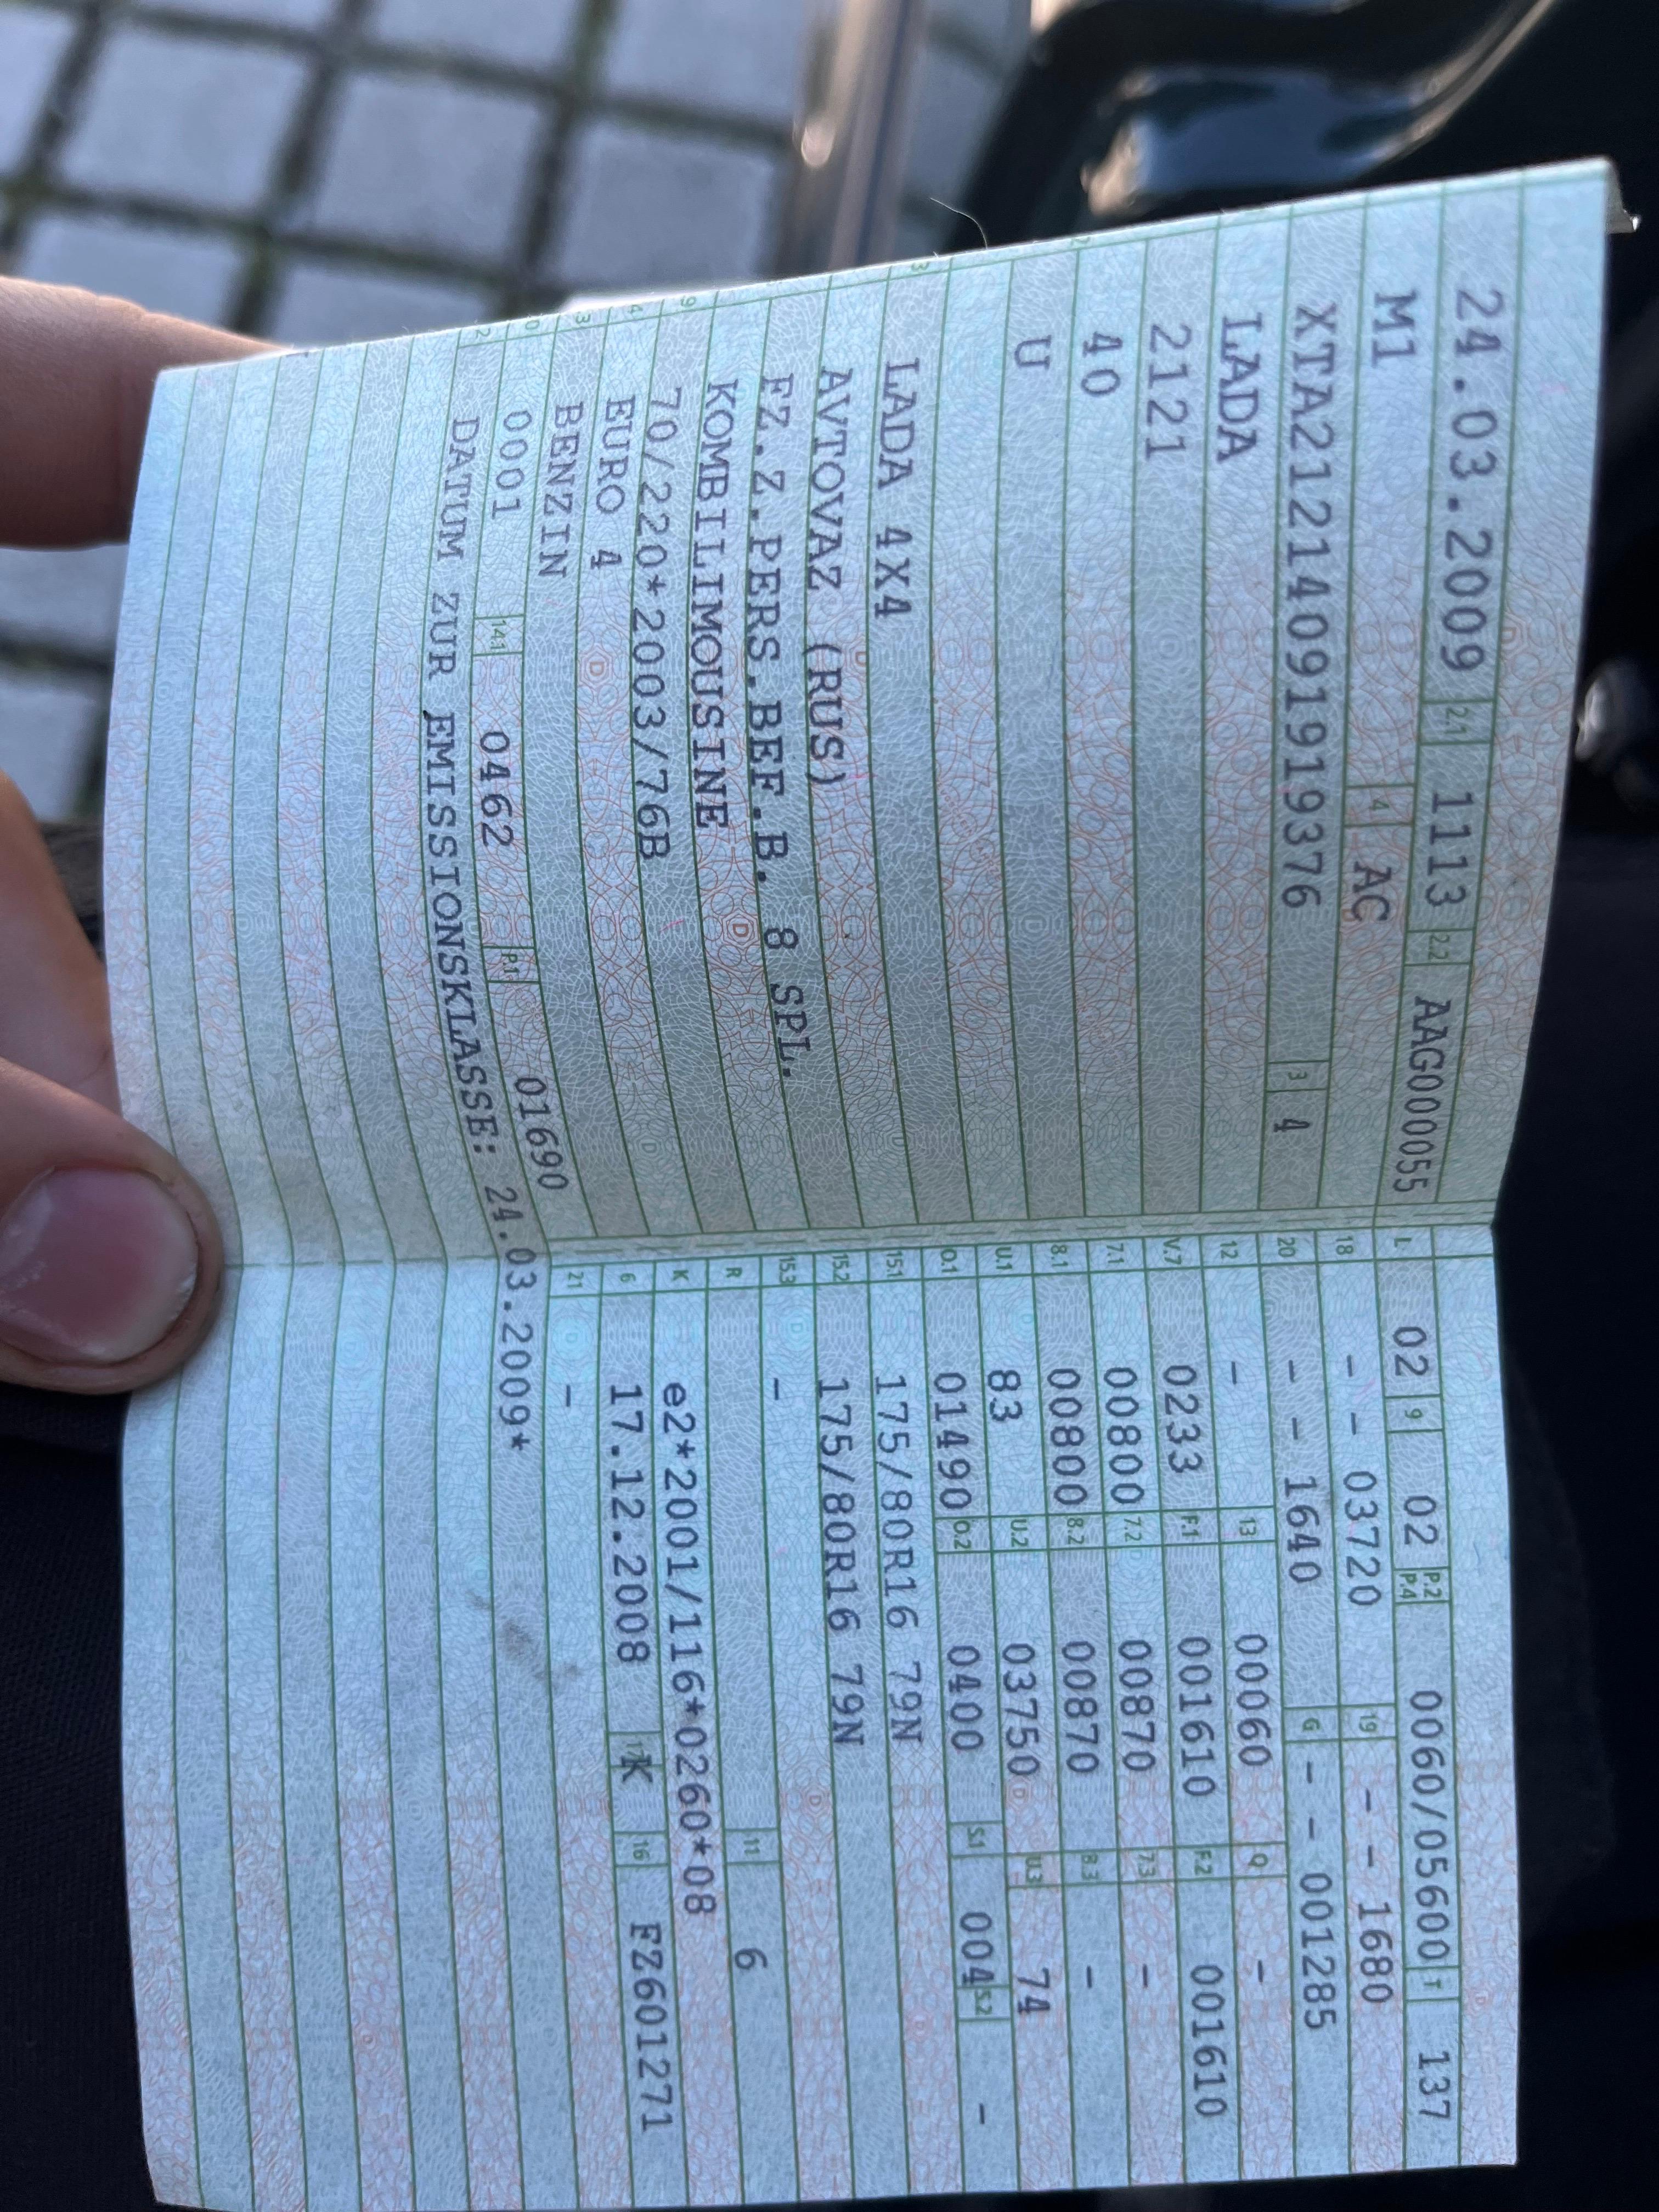 24.03.2009 2.1 1113 2.2 AAG000055
M1 4 AC
XTA21214091919376 3 4
LADA
2121
40
U
LADA 4X4
AVTOVAZ (RUS)
FZ.Z.PERS.BEF.B. 8 SPL.
KOMBILIMOUSINE
70/220*2003/76B
EURO 4
BENZIN
0001 14.1 0462 P.1 01690
DATUM ZUR EMISSIONSKLASSE: 24.03.2009*
L 02 9 02 P.2 P.4 0060/05600 T 137
18 - - 03720 19 - - 1680
20 - - 1640 G - - 001285
12 - 13 00060 Q -
V.7 0233 F.1 001610 F.2 001610
7.1 00800 7.2 00870 7.3 -
8.1 00800 8.2 00870 8.3 -
U.1 83 U.2 03750 U.3 74
O.1 01490 O.2 0400 S.1 004 S.2 -
15.1 175/80R16 79N
15.2 175/80R16 79N
15.3 -
R 11 6
K e2*2001/116*0260*08
6 17.12.2008 K 16 FZ601271
21 -